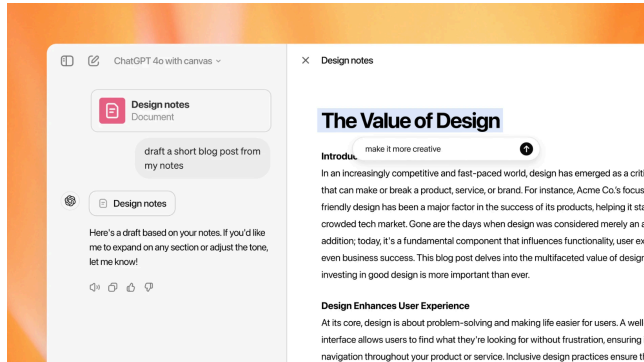 ChatGPT 4o with canvas
Design notes
Document
draft a short blog post from
my notes
Design notes
Here's a draft based on your notes. If you'd like
me to expand on any section or adjust the tone,
let me know!
Design notes
The Value of Design
make it more creative
In an increasingly competitive and fast-paced world, design has emerged as a
that can make or break a product, service, or brand. For instance, Acme Co.'s focus
friendly design has been a major factor in the success of its products, helping it
crowded tech market. Gone are the days when design was considered merely an
addition; today, it's a fundamental component that influences functionality, user
even business success. This blog post delves into the multifaceted value of
investing in good design is more important than ever.
Design Enhances User Experience
At its core, design is about problem-solving and making life easier for users. A well
interface allows users to find what they're looking for without frustration, ensuring
navigation throughout your product or service. Inclusive design practices ensure